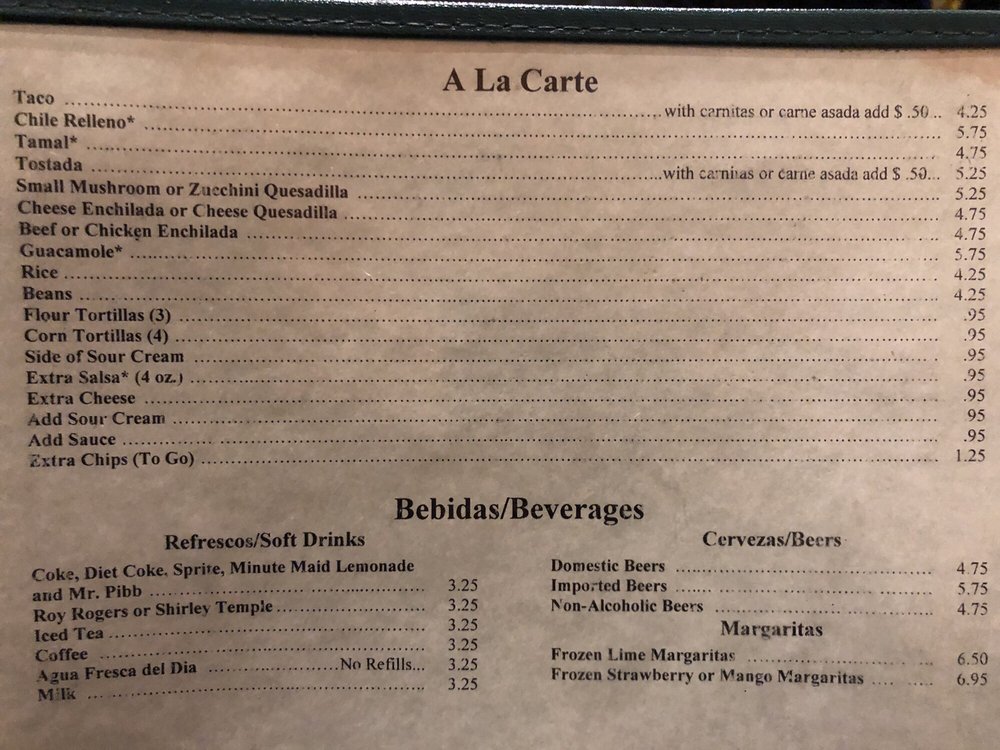 A La Carte
Taco ........ with carnitas or carne asada add $ .50... 4.25
Chile Relleno* ........ 5.75
Tamal* ........ 4.75
Tostada ........ with carnitas or carne asada add $ .50... 5.25
Small Mushroom or Zucchini Quesadilla ........ 5.25
Cheese Enchilada or Cheese Quesadilla ........ 4.75
Beef or Chicken Enchilada ........ 4.75
Guacamole* ........ 5.75
Rice ........ 4.25
Beans ........ 4.25
Flour Tortillas (3) ........ .95
Corn Tortillas (4) ........ .95
Side of Sour Cream ........ .95
Extra Salsa* (4 oz.) ........ .95
Extra Cheese ........ .95
Add Sour Cream ........ 95
Add Sauce ........ .95
Extra Chips (To Go) ........ 1.25
Bebidas/Beverages
Refrescos/Soft Drinks
Coke, Diet Coke, Sprite, Minute Maid Lemonade
and Mr. Pibb ........ 3.25
Roy Rogers or Shirley Temple ........ 3.25
Iced Tea ........ 3.25
Coffee ........ 3.25
Agua Fresca del Dia ........ No Refills... 3.25
Milk ........ 3.25
Cervezas/Beers
Domestic Beers ........ 4.75
Imported Beers ........ 5.75
Non-Alcoholic Beers ........ 4.75
Margaritas
Frozen Lime Margaritas ........ 6.50
Frozen Strawberry or Mango Margaritas ........ 6.95